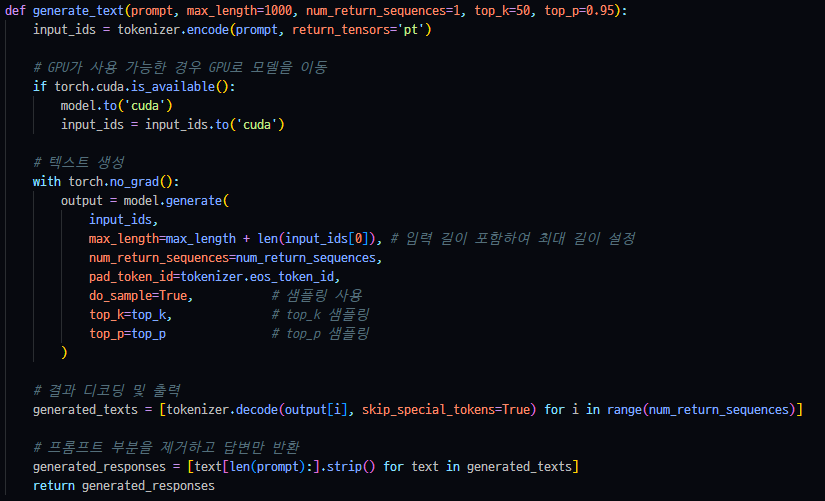 def generate_text(prompt, max_length=1000, num_return_sequences=1, top_k=50, top_p=0.95):
    input_ids = tokenizer.encode(prompt, return_tensors='pt')

    # GPU가 사용 가능한 경우 GPU로 모델을 이동
    if torch.cuda.is_available():
        model.to('cuda')
        input_ids = input_ids.to('cuda')

    # 텍스트 생성
    with torch.no_grad():
        output = model.generate(
            input_ids,
            max_length=max_length + len(input_ids[0]), # 입력 길이 포함하여 최대 길이 설정
            num_return_sequences=num_return_sequences,
            pad_token_id=tokenizer.eos_token_id,
            do_sample=True,           # 샘플링 사용
            top_k=top_k,              # top_k 샘플링
            top_p=top_p               # top_p 샘플링
        )

    # 결과 디코딩 및 출력
    generated_texts = [tokenizer.decode(output[i], skip_special_tokens=True) for i in range(num_return_sequences)]

    # 프롬프트 부분을 제거하고 답변만 반환
    generated_responses = [text[len(prompt):].strip() for text in generated_texts]
    return generated_responses